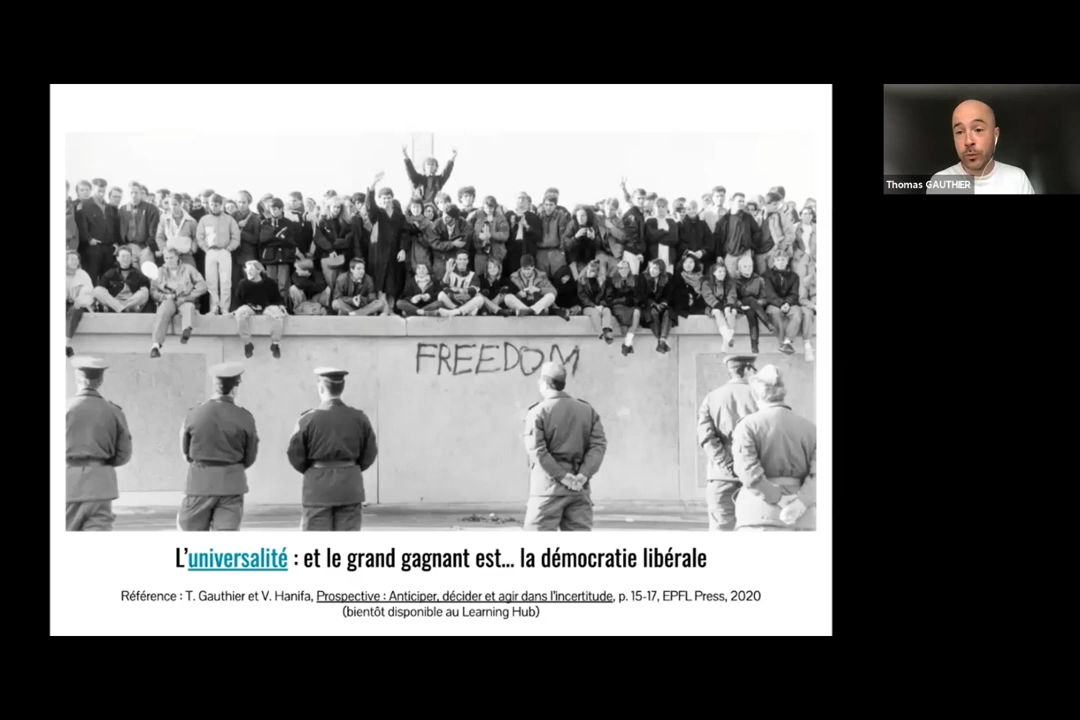 Thomas GAUTHIER
FREEDOM
L'universalité : et le grand gagnant est... la démocratie libérale
Référence : T. Gauthier et V. Hanifa, Prospective : Anticiper, décider et agir dans l'incertitude, p. 15-17, EPFL Press, 2020
(bientôt disponible au Learning Hub)